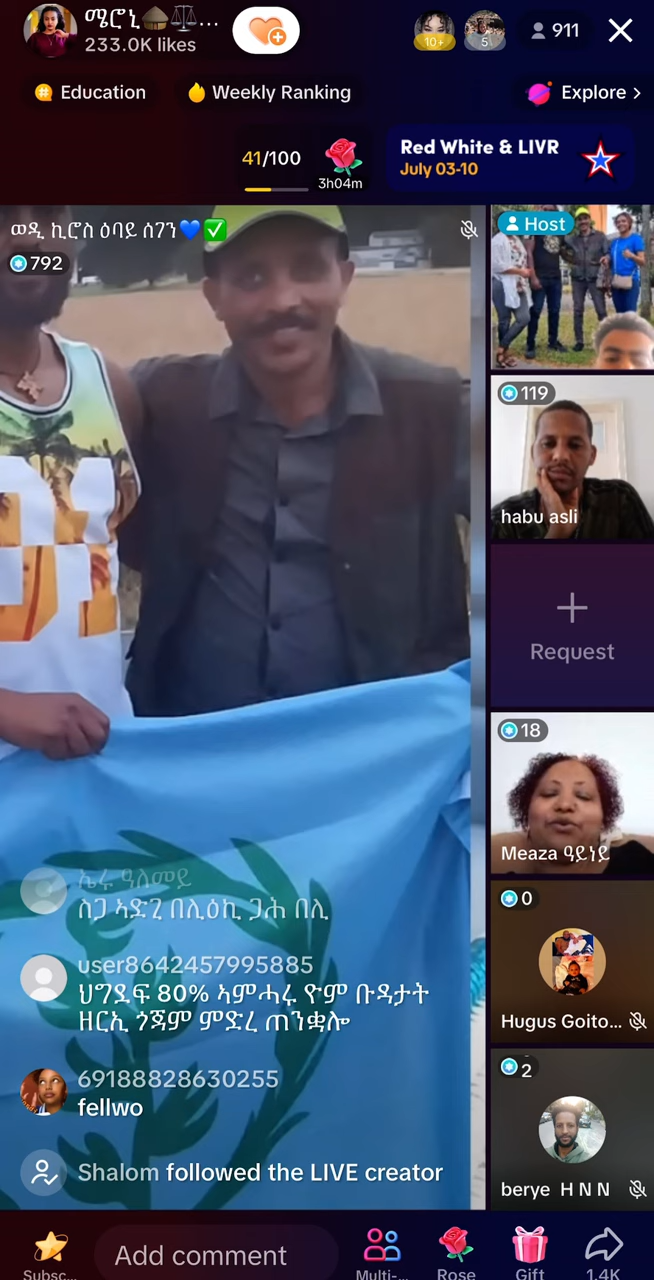 ሜሮኒ🛖⚖️...
233.0K likes
10+
5
911
Education
Weekly Ranking
Explore >
41/100
3h04m
Red White & LIVR
July 03-10
ወዲ ኪሮስ ዕባይ ሰገን💙✅
792
Host
119
habu asli
Request
18
Meaza ዓይነይ
0
Hugus Goito...
2
berye H N N
ኤሩ ዓለመይ
ስጋ ኣድጊ በሊዕኪ ጋሕ በሊ
user8642457995885
ህግደፍ 80% ኣምሓሩ ዮም ቡዳታት
ዘርኢ ጎጃም ምድረ ጠንቋሎ
69188828630255
fellwo
Shalom followed the LIVE creator
Subsc...
Add comment
Multi-...
Rose
Gift
1.4K